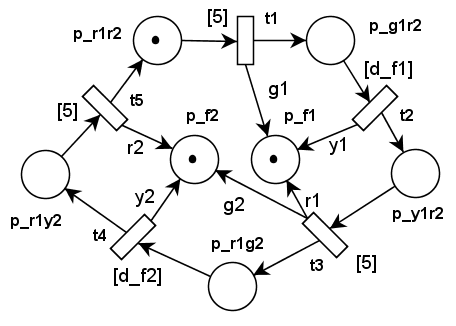 [5]
t1
p_r1r2
p_g1r2
[d_f1]
g1
[5]
t5
p_f2
p_f1
t2
r2
y1
y2
g2
r1
p_r1y2
p_y1r2
t4
p_r1g2
t3
[5]
[d_f2]